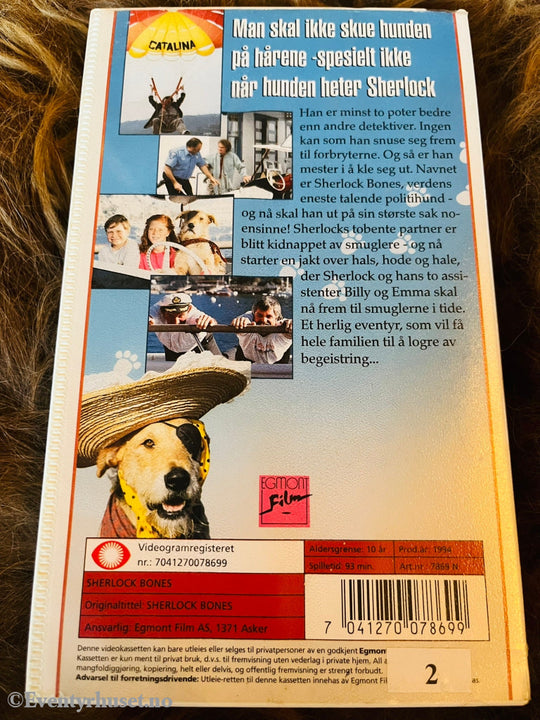 CATALINA
Man skal ikke skue hunden
på hårene -spesielt ikke
når hunden heter Sherlock
Han er minst to poter bedre
enn andre detektiver. Ingen
kan som han snuse seg frem
til forbryterne. Og så er han
mester i å kle seg ut. Navnet
er Sherlock Bones, verdens
eneste talende politihund -
og nå skal han ut på sin største sak no-
ensinne! Sherlocks tobente partner er
blitt kidnappet av smuglere - og nå
starter en jakt over hals, hode og hale,
der Sherlock og hans to assi-
stenter Billy og Emma skal
nå frem til smuglerne i tide.
Et herlig eventyr, som vil få
hele familien til å logre av
begeistring...
EGMONT
Film
Videogramregisteret
nr.: 7041270078699
Aldersgrense: 10 år
Prod.år: 1994
Spilletid: 93 min.
Art.nr.: 7869 N
SHERLOCK BONES
Originaltittel: SHERLOCK BONES
Ansvarlig: Egmont Film AS, 1371 Asker
7 041270 078699
Denne videokassetten kan bare utleies eller selges til privatpersoner av en godkjent Egmont
Kassetten er kun ment til privat bruk, d.v.s. til fremvisning uten vederlag i private hjem. All
mangfoldiggjøring, kopiering, helt eller delvis, og offentlig fremvisning er strengt forbudt.
Advarsel til forretningsdrivende: Utleie-retten til denne kassetten innehas av Egmont Film
2
© Eventyrhuset.no